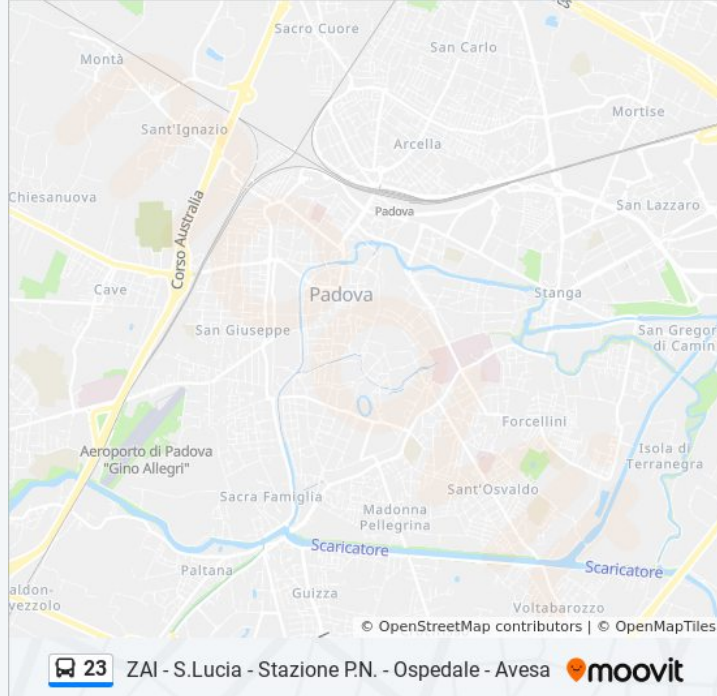 Sacro Cuore
San Carlo
Montà
Mortise
Sant'Ignazio
Arcella
Chiesanuova
Corso Australia
San Lazzaro
Padova
Cave
Padova
Stanga
San Giuseppe
San Gregor
di Camin
Forcellini
Aeroporto di Padova
"Gino Allegri"
Isola di
Terranegra
Sacra Famiglia
Sant'Osvaldo
Madonna
Pellegrina
Scaricatore
Paltana
Scaricatore
aldon-
vezzolo
Guizza
Voltabarozzo
© OpenStreetMap contributors | © OpenMapTiles
23 ZAI - S.Lucia - Stazione P.N. - Ospedale - Avesa moovit